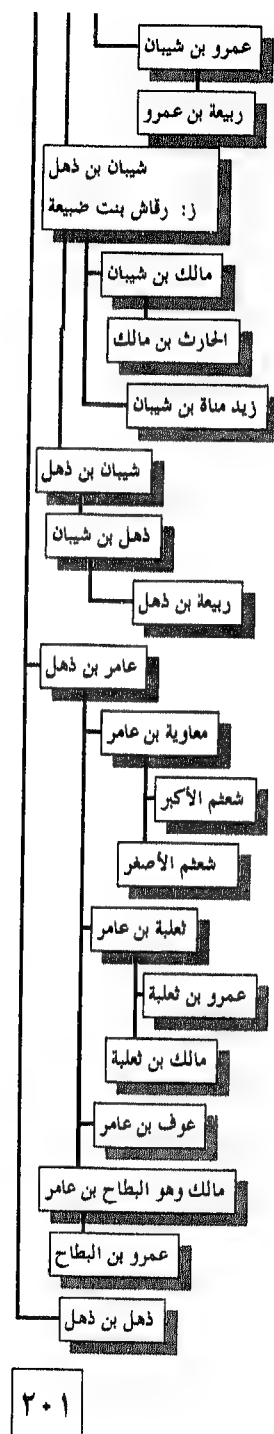 عمرو بن شيبان
ربيعة بن عمرو
شيبان بن ذهل
ز: رقاش بنت ضبيعة
مالك بن شيبان
الحارث بن مالك
زيد مناة بن شيبان
شيبان بن ذهل
ذهل بن شيبان
ربيعة بن ذهل
عامر بن ذهل
معاوية بن عامر
شعثم الأكبر
شعثم الأصغر
ثعلبة بن عامر
عمرو بن ثعلبة
مالك بن ثعلبة
عوف بن عامر
مالك وهو البطاح بن عامر
عمرو بن البطاح
ذهل بن ذهل
٢٠١